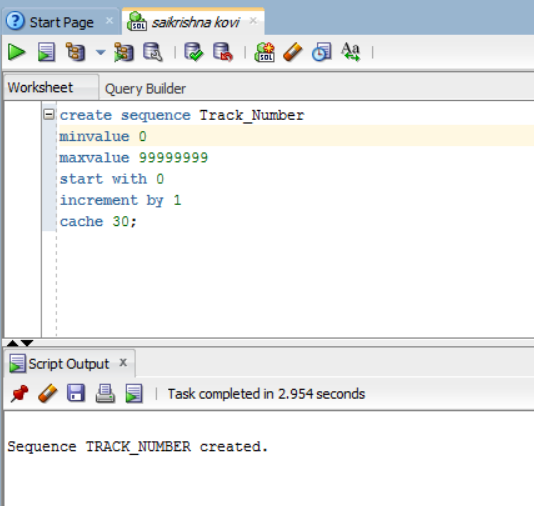 Start Page
saikrishna kovi
Worksheet Query Builder
create sequence Track_Number
minvalue 0
maxvalue 99999999
start with 0
increment by 1
cache 30;
Script Output x
Task completed in 2.954 seconds
Sequence TRACK_NUMBER created.